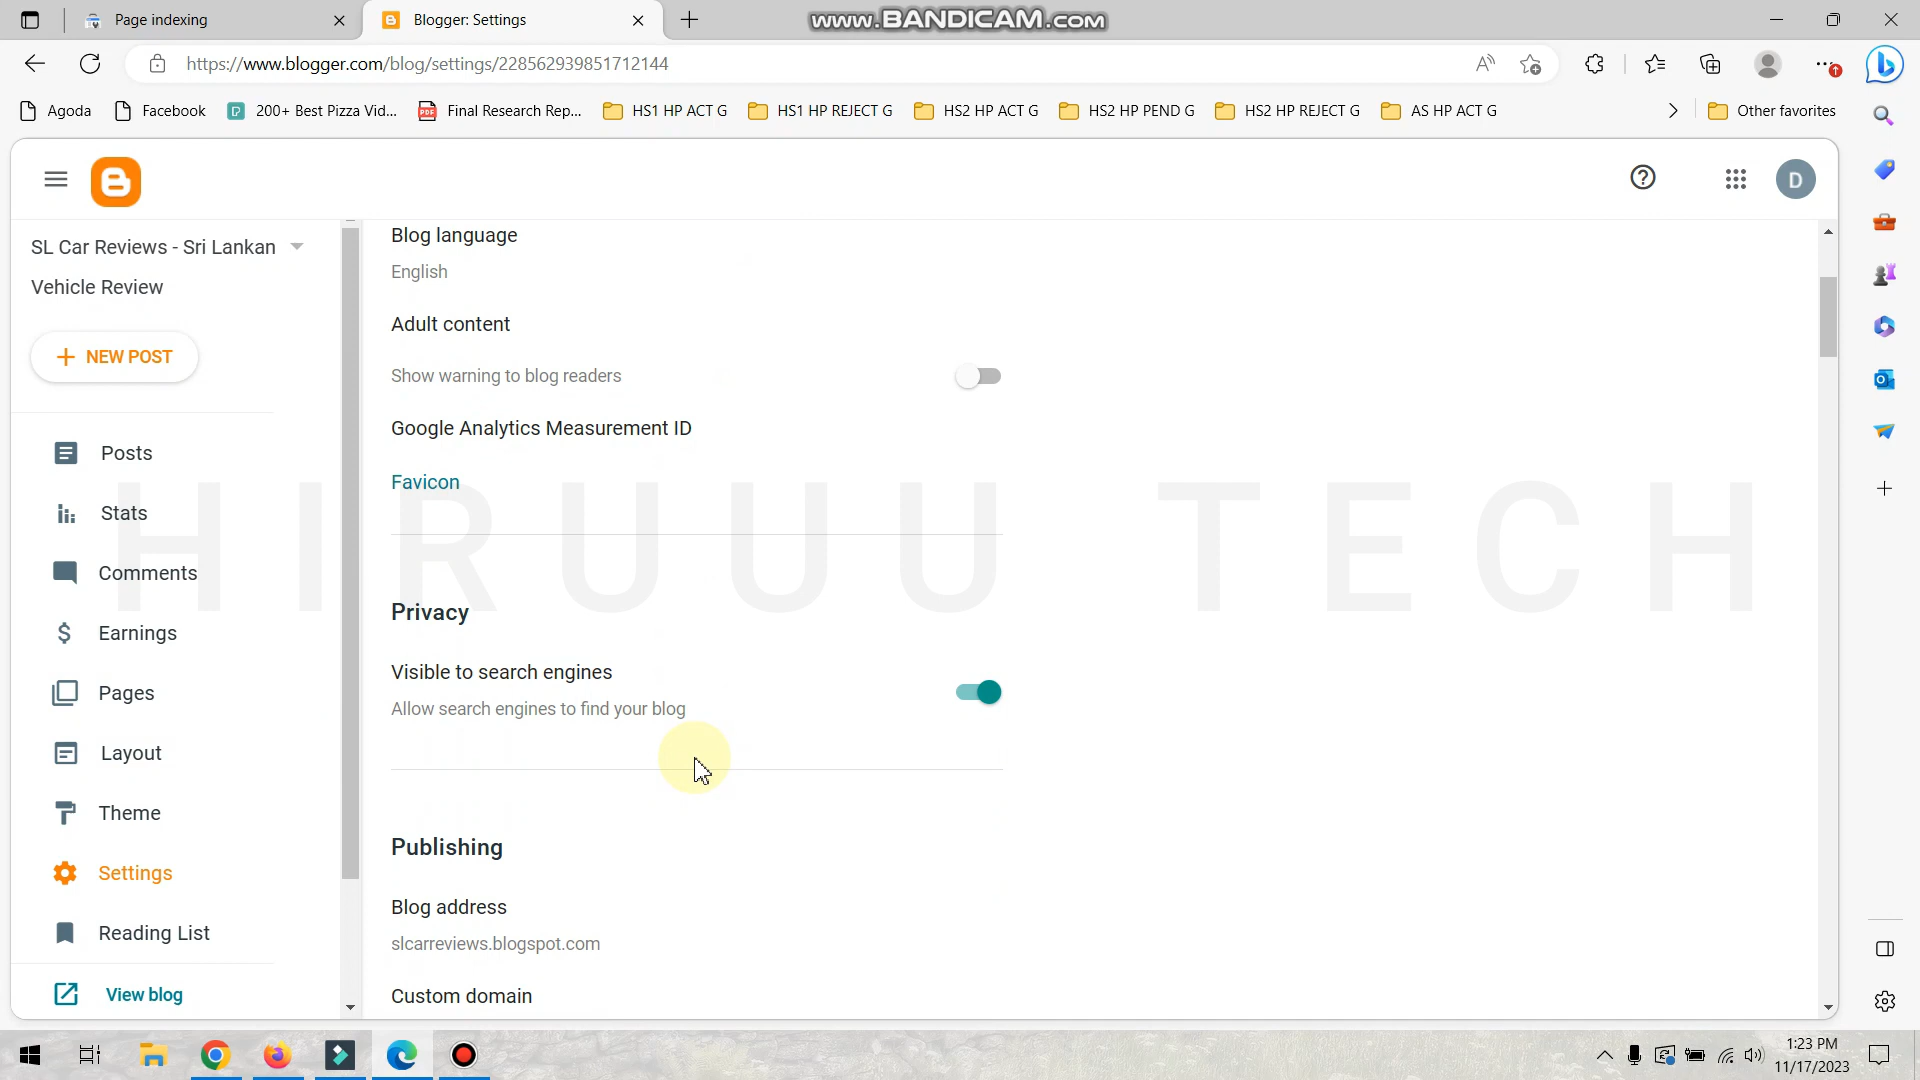 Page indexing
Blogger: Settings
www.BANDICAM.com
https://www.blogger.com/blog/settings/228562939851712144
Agoda
Facebook
200+ Best Pizza Vid...
Final Research Rep...
HS1 HP ACT G
HS1 HP REJECT G
HS2 HP ACT G
HS2 HP PEND G
HS2 HP REJECT G
AS HP ACT G
Other favorites
D
SL Car Reviews - Sri Lankan
Vehicle Review
NEW POST
Posts
Stats
Comments
Earnings
Pages
Layout
Theme
Settings
Reading List
View blog
Blog language
English
Adult content
Show warning to blog readers
Google Analytics Measurement ID
Favicon
HIRUUU TECH
Privacy
Visible to search engines
Allow search engines to find your blog
Publishing
Blog address
slcarreviews.blogspot.com
Custom domain
1:23 PM
11/17/2023